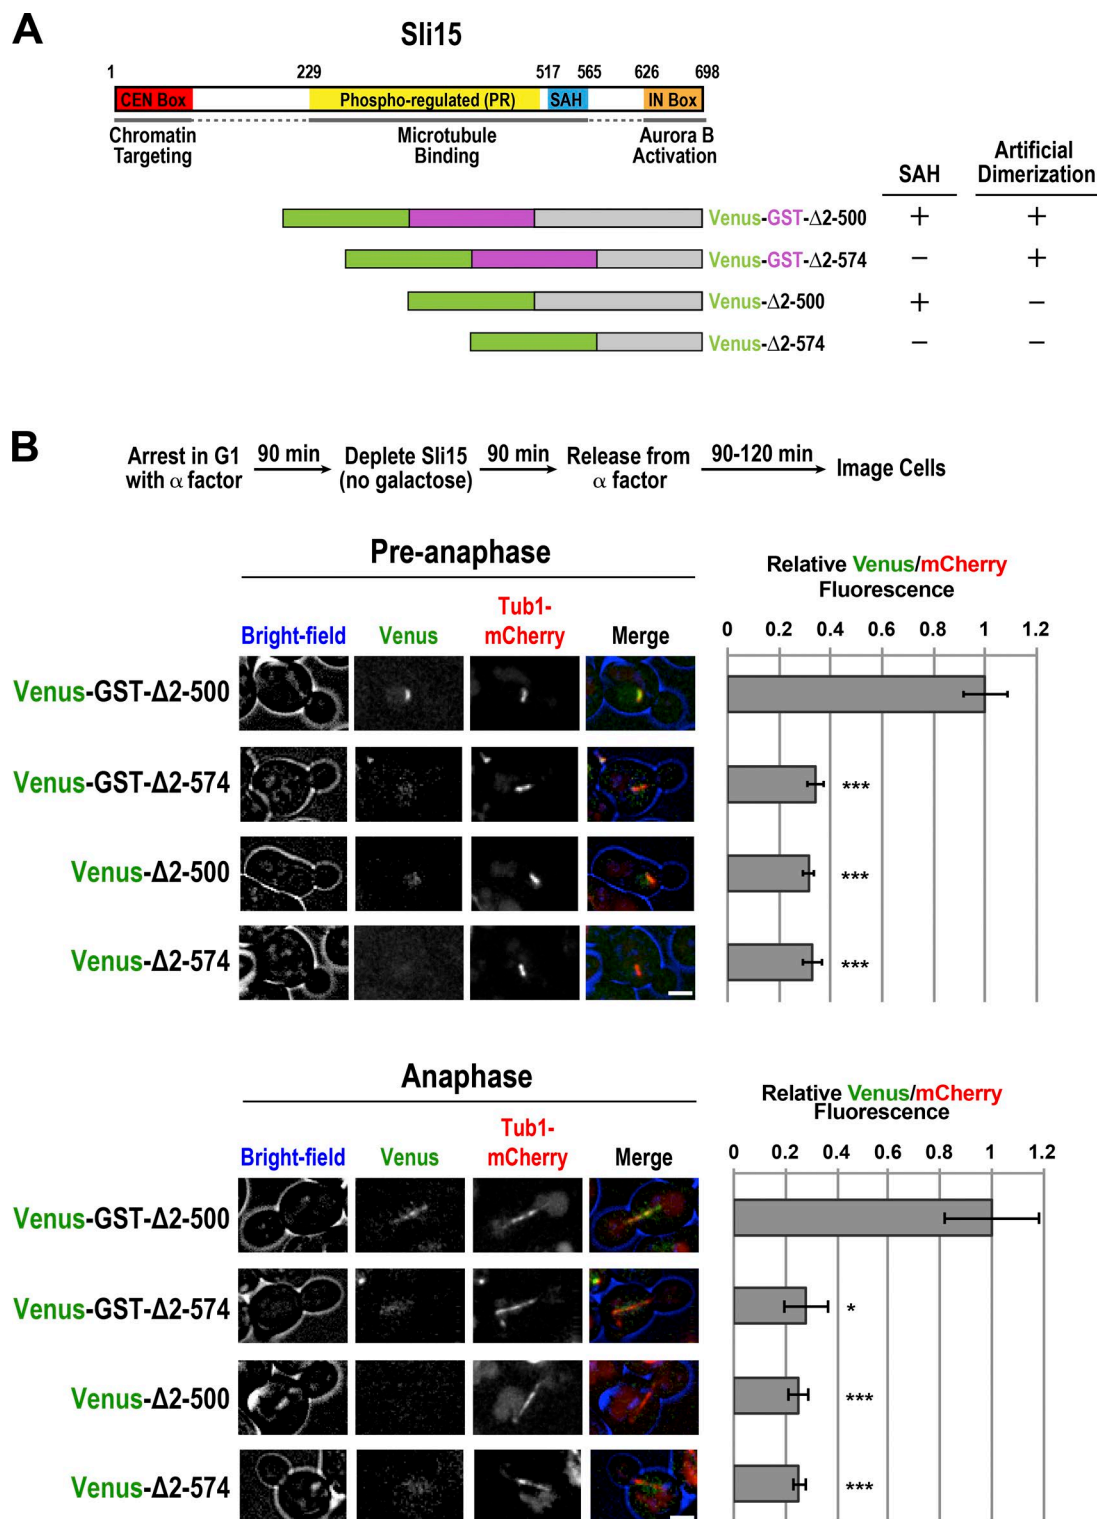 A
Sli15
1 229 517 565 626 698
CEN Box Phospho-regulated (PR) SAH IN Box
Chromatin Targeting
Microtubule Binding
Aurora B Activation
SAH
Artificial Dimerization
Venus-GST-Δ2-500 + +
Venus-GST-Δ2-574 − +
Venus-Δ2-500 + −
Venus-Δ2-574 − −
B
Arrest in G1 with α factor
90 min
Deplete Sli15 (no galactose)
90 min
Release from α factor
90-120 min
Image Cells
Pre-anaphase
Bright-field Venus Tub1-mCherry Merge
Relative Venus/mCherry Fluorescence
0 0.2 0.4 0.6 0.8 1 1.2
Venus-GST-Δ2-500
Venus-GST-Δ2-574 ***
Venus-Δ2-500 ***
Venus-Δ2-574 ***
Anaphase
Bright-field Venus Tub1-mCherry Merge
Relative Venus/mCherry Fluorescence
0 0.2 0.4 0.6 0.8 1 1.2
Venus-GST-Δ2-500
Venus-GST-Δ2-574 *
Venus-Δ2-500 ***
Venus-Δ2-574 ***